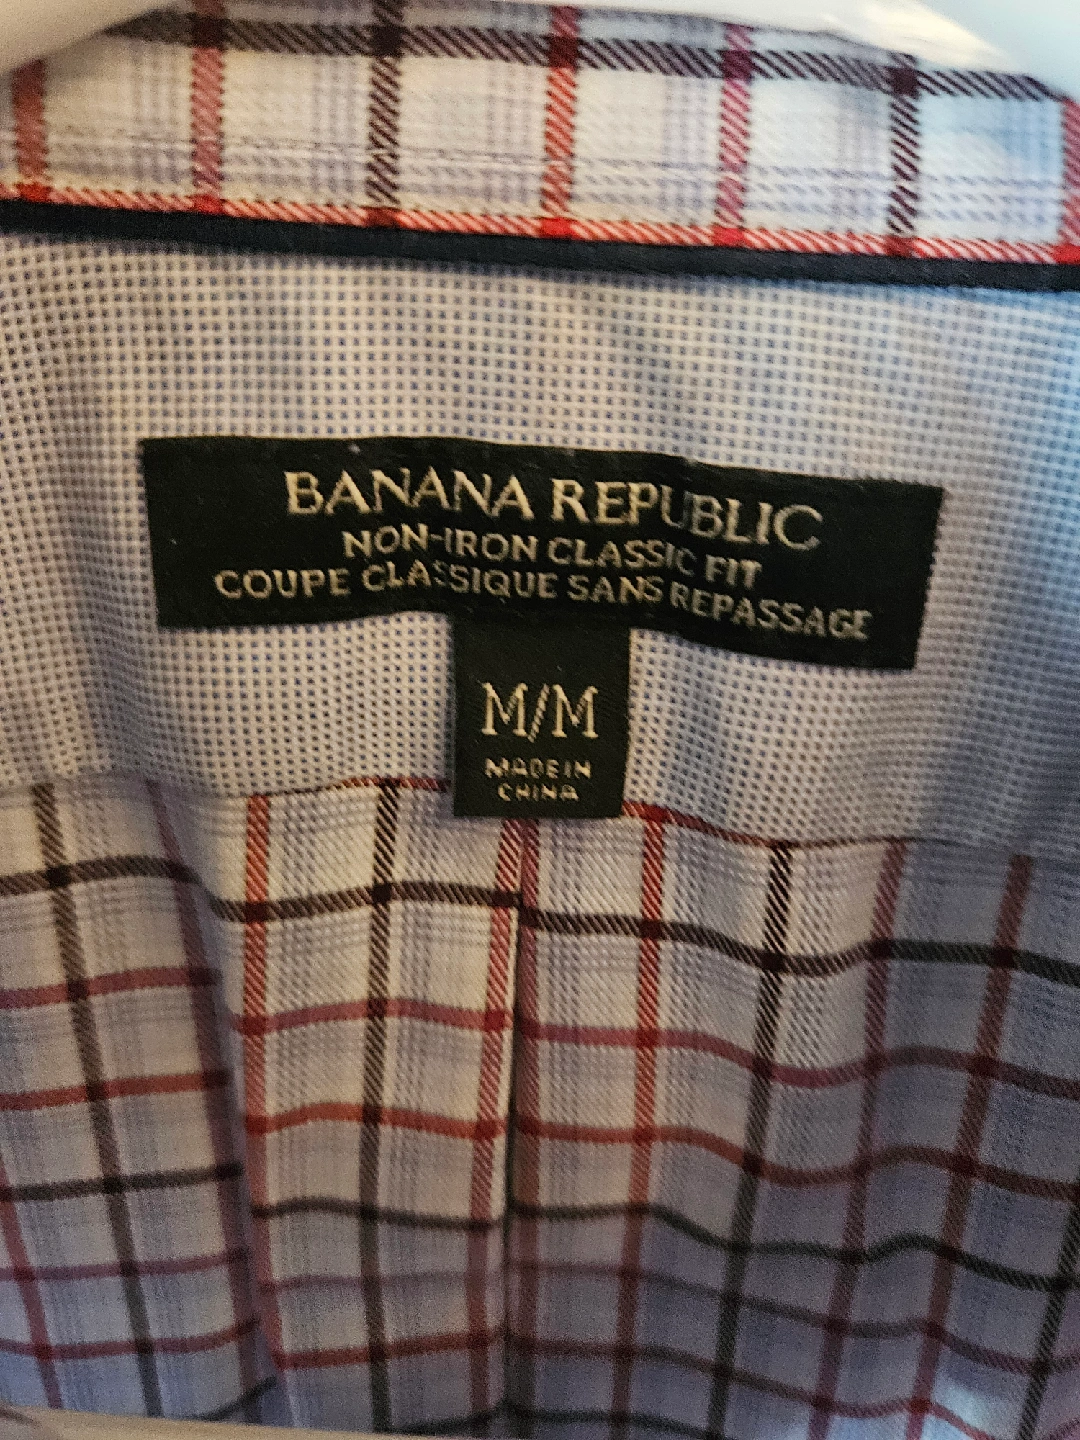 BANANA REPUBLIC
NON-IRON CLASSIC FIT
COUPE CLASSIQUE SANS REPASSAGE
M/M
MADE IN
CHINA